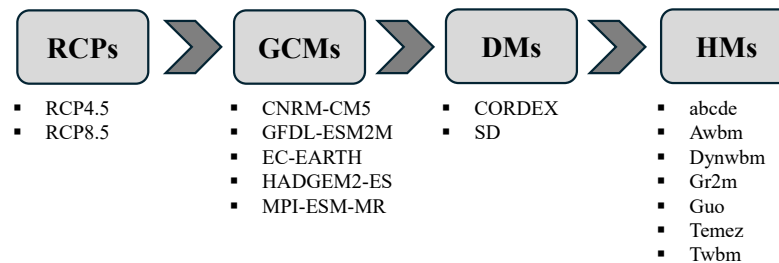 RCPs
GCMs
DMs
HMs
▪ RCP4.5
▪ RCP8.5
▪ CNRM-CM5
▪ GFDL-ESM2M
▪ EC-EARTH
▪ HADGEM2-ES
▪ MPI-ESM-MR
▪ CORDEX
▪ SD
▪ abcde
▪ Awbm
▪ Dynwbm
▪ Gr2m
▪ Guo
▪ Temez
▪ Twbm